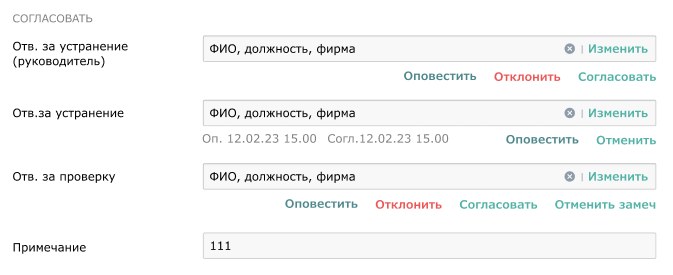 СОГЛАСОВАТЬ
Отв. за устранение
(руководитель)
ФИО, должность, фирма
Изменить
Оповестить Отклонить Согласовать
Отв.за устранение
ФИО, должность, фирма
Изменить
Оп. 12.02.23 15.00 Согл.12.02.23 15.00 Оповестить Отменить
Отв. за проверку
ФИО, должность, фирма
Изменить
Оповестить Отклонить Согласовать Отменить замеч
Примечание
111